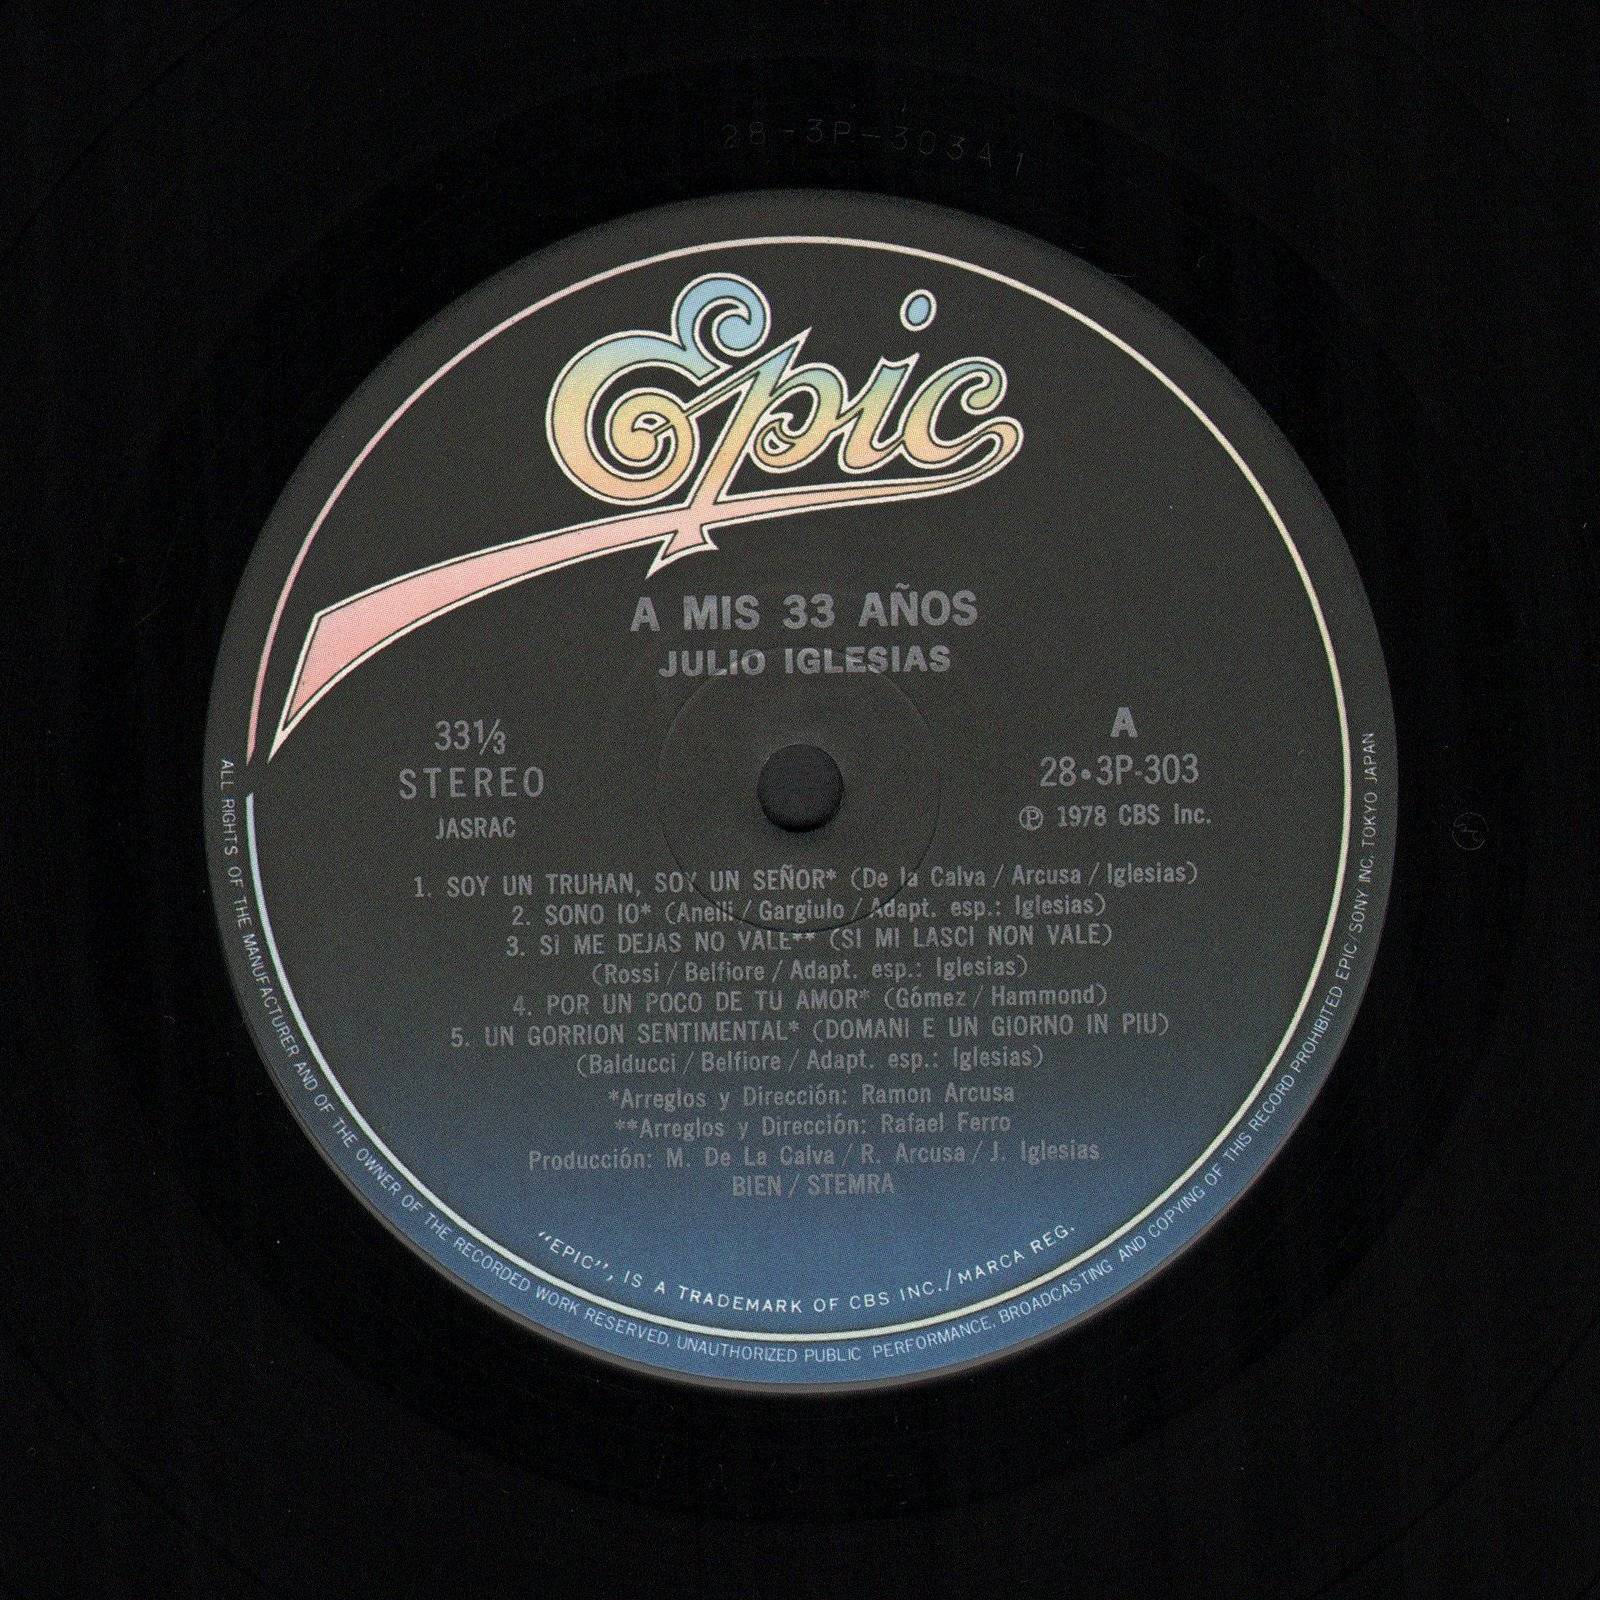 28-3P-303A1
Epic
A MIS 33 AÑOS
JULIO IGLESIAS
33⅓
STEREO
JASRAC
A
28•3P-303
℗ 1978 CBS Inc.
1. SOY UN TRUHAN, SOY UN SEÑOR* (De la Calva / Arcusa / Iglesias)
2. SONO IO* (Aneili / Gargiulo / Adapt. esp.: Iglesias)
3. SI ME DEJAS NO VALE** (SI MI LASCI NON VALE)
(Rossi / Belfiore / Adapt. esp.: Iglesias)
4. POR UN POCO DE TU AMOR* (Gómez / Hammond)
5. UN GORRION SENTIMENTAL* (DOMANI E UN GIORNO IN PIU)
(Balducci / Belfiore / Adapt. esp.: Iglesias)
*Arreglos y Dirección: Ramon Arcusa
**Arreglos y Dirección: Rafael Ferro
Producción: M. De La Calva / R. Arcusa / J. Iglesias
BIEN / STEMRA
"EPIC", IS A TRADEMARK OF CBS INC./MARCA REG.
ALL RIGHTS OF THE MANUFACTURER AND OF THE OWNER OF THE RECORDED WORK RESERVED. UNAUTHORIZED PUBLIC PERFORMANCE, BROADCASTING AND COPYING OF THIS RECORD PROHIBITED EPIC/SONY INC. TOKYO JAPAN